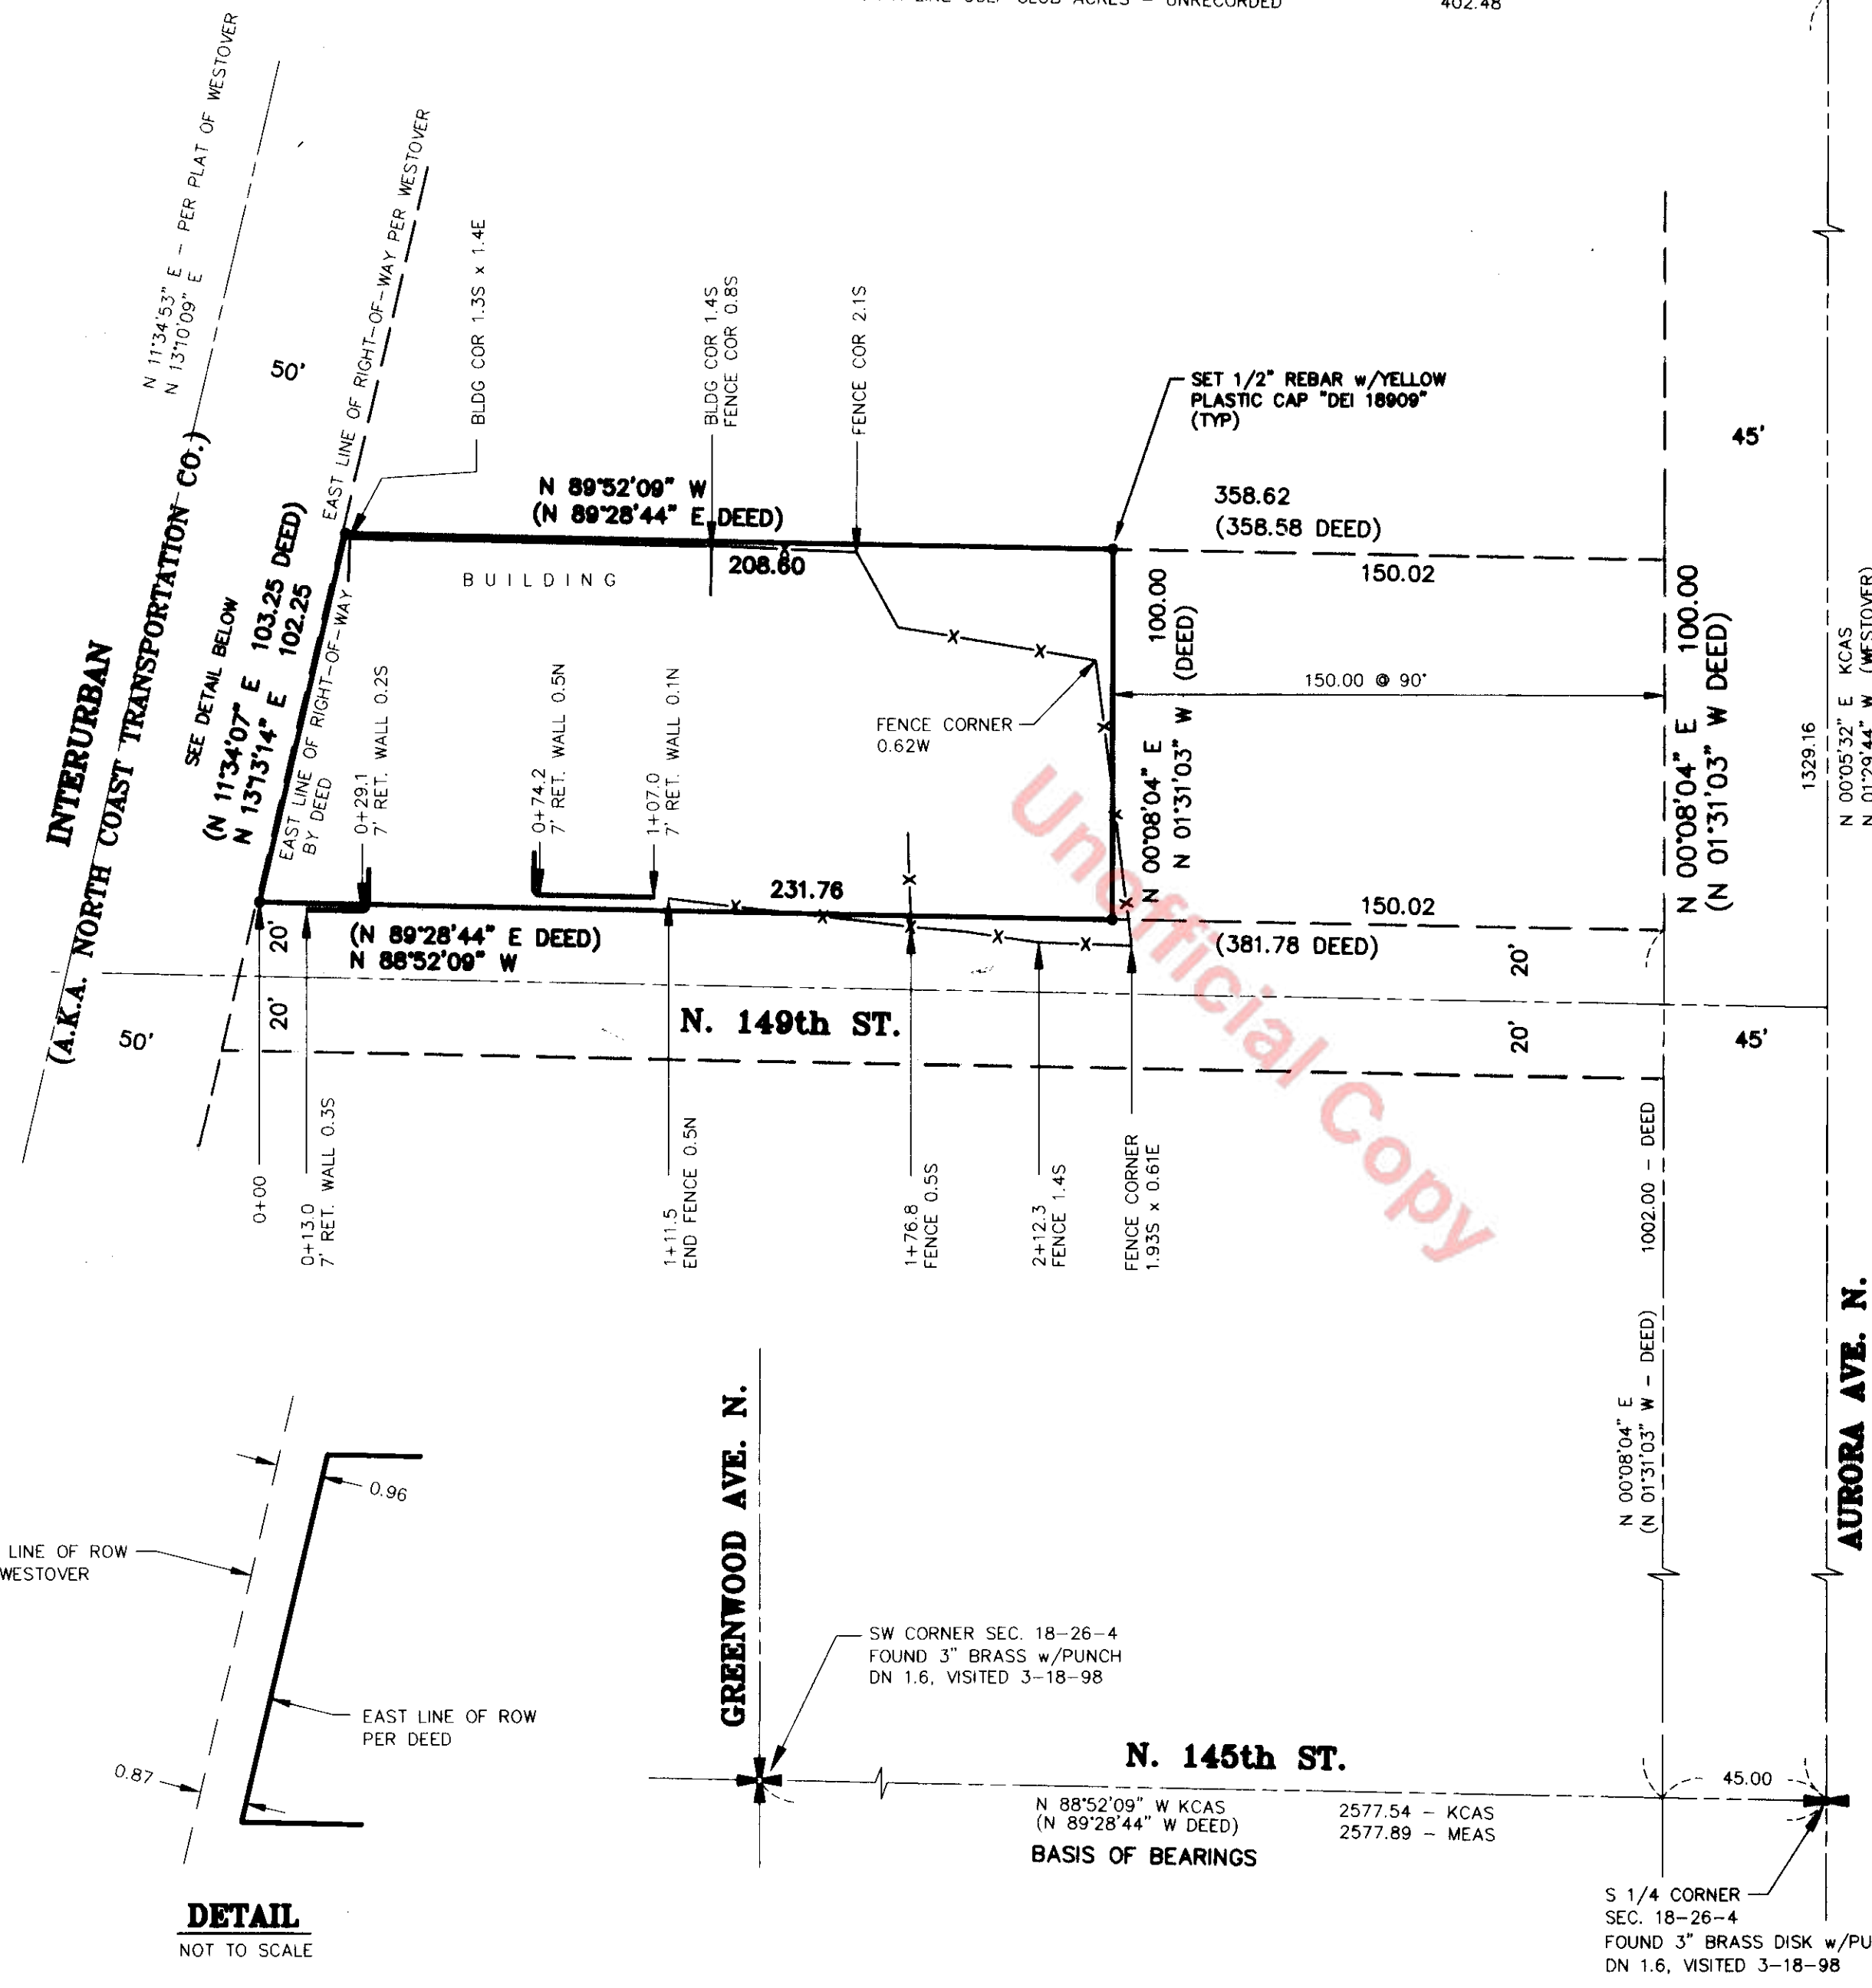 402.48
N 11°34'53" E - PER PLAT OF WESTOVER
N 13°10'09" E
50'
EAST LINE OF RIGHT-OF-WAY PER WESTOVER
BLDG COR 1.3S x 1.4E
BLDG COR 1.4S
FENCE COR 0.8S
FENCE COR 2.1S
SET 1/2" REBAR w/YELLOW
PLASTIC CAP "DEI 18909"
(TYP)
45'
N 89°52'09" W
(N 89°28'44" E DEED)
208.60
358.62
(358.58 DEED)
150.02
BUILDING
INTERURBAN
(A.K.A. NORTH COAST TRANSPORTATION CO.)
SEE DETAIL BELOW
(N 11°34'07" E 103.25 DEED)
N 13°13'14" E 102.25
EAST LINE OF RIGHT-OF-WAY
BY DEED
0+29.1
7' RET. WALL 0.2S
0+74.2
7' RET. WALL 0.5N
1+07.0
7' RET. WALL 0.1N
FENCE CORNER
0.62W
N 00°08'04" E 100.00
N 01°31'03" W (DEED)
150.00 @ 90°
N 00°08'04" E 100.00
(N 01°31'03" W DEED)
1329.16
N 00°05'32" E KCAS
N 01°29'44" W (WESTOVER)
231.76
150.02
(381.78 DEED)
20'
(N 89°28'44" E DEED)
N 88°52'09" W
20'
20'
20'
50'
N. 149th ST.
45'
Unofficial Copy
0+00
0+13.0
7' RET. WALL 0.3S
1+11.5
END FENCE 0.5N
1+76.8
FENCE 0.5S
2+12.3
FENCE 1.4S
FENCE CORNER
1.93S x 0.61E
1002.00 - DEED
N 00°08'04" E
(N 01°31'03" W - DEED)
AURORA AVE. N.
GREENWOOD AVE. N.
0.96
LINE OF ROW
WESTOVER
EAST LINE OF ROW
PER DEED
0.87
DETAIL
NOT TO SCALE
SW CORNER SEC. 18-26-4
FOUND 3" BRASS w/PUNCH
DN 1.6, VISITED 3-18-98
N. 145th ST.
45.00
N 88°52'09" W KCAS
(N 89°28'44" W DEED)
2577.54 - KCAS
2577.89 - MEAS
BASIS OF BEARINGS
S 1/4 CORNER
SEC. 18-26-4
FOUND 3" BRASS DISK w/PU
DN 1.6, VISITED 3-18-98